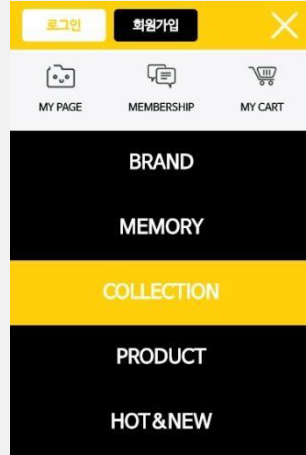 로그인 회원가입
MY PAGE MEMBERSHIP MY CART
BRAND
MEMORY
COLLECTION
PRODUCT
HOT&NEW